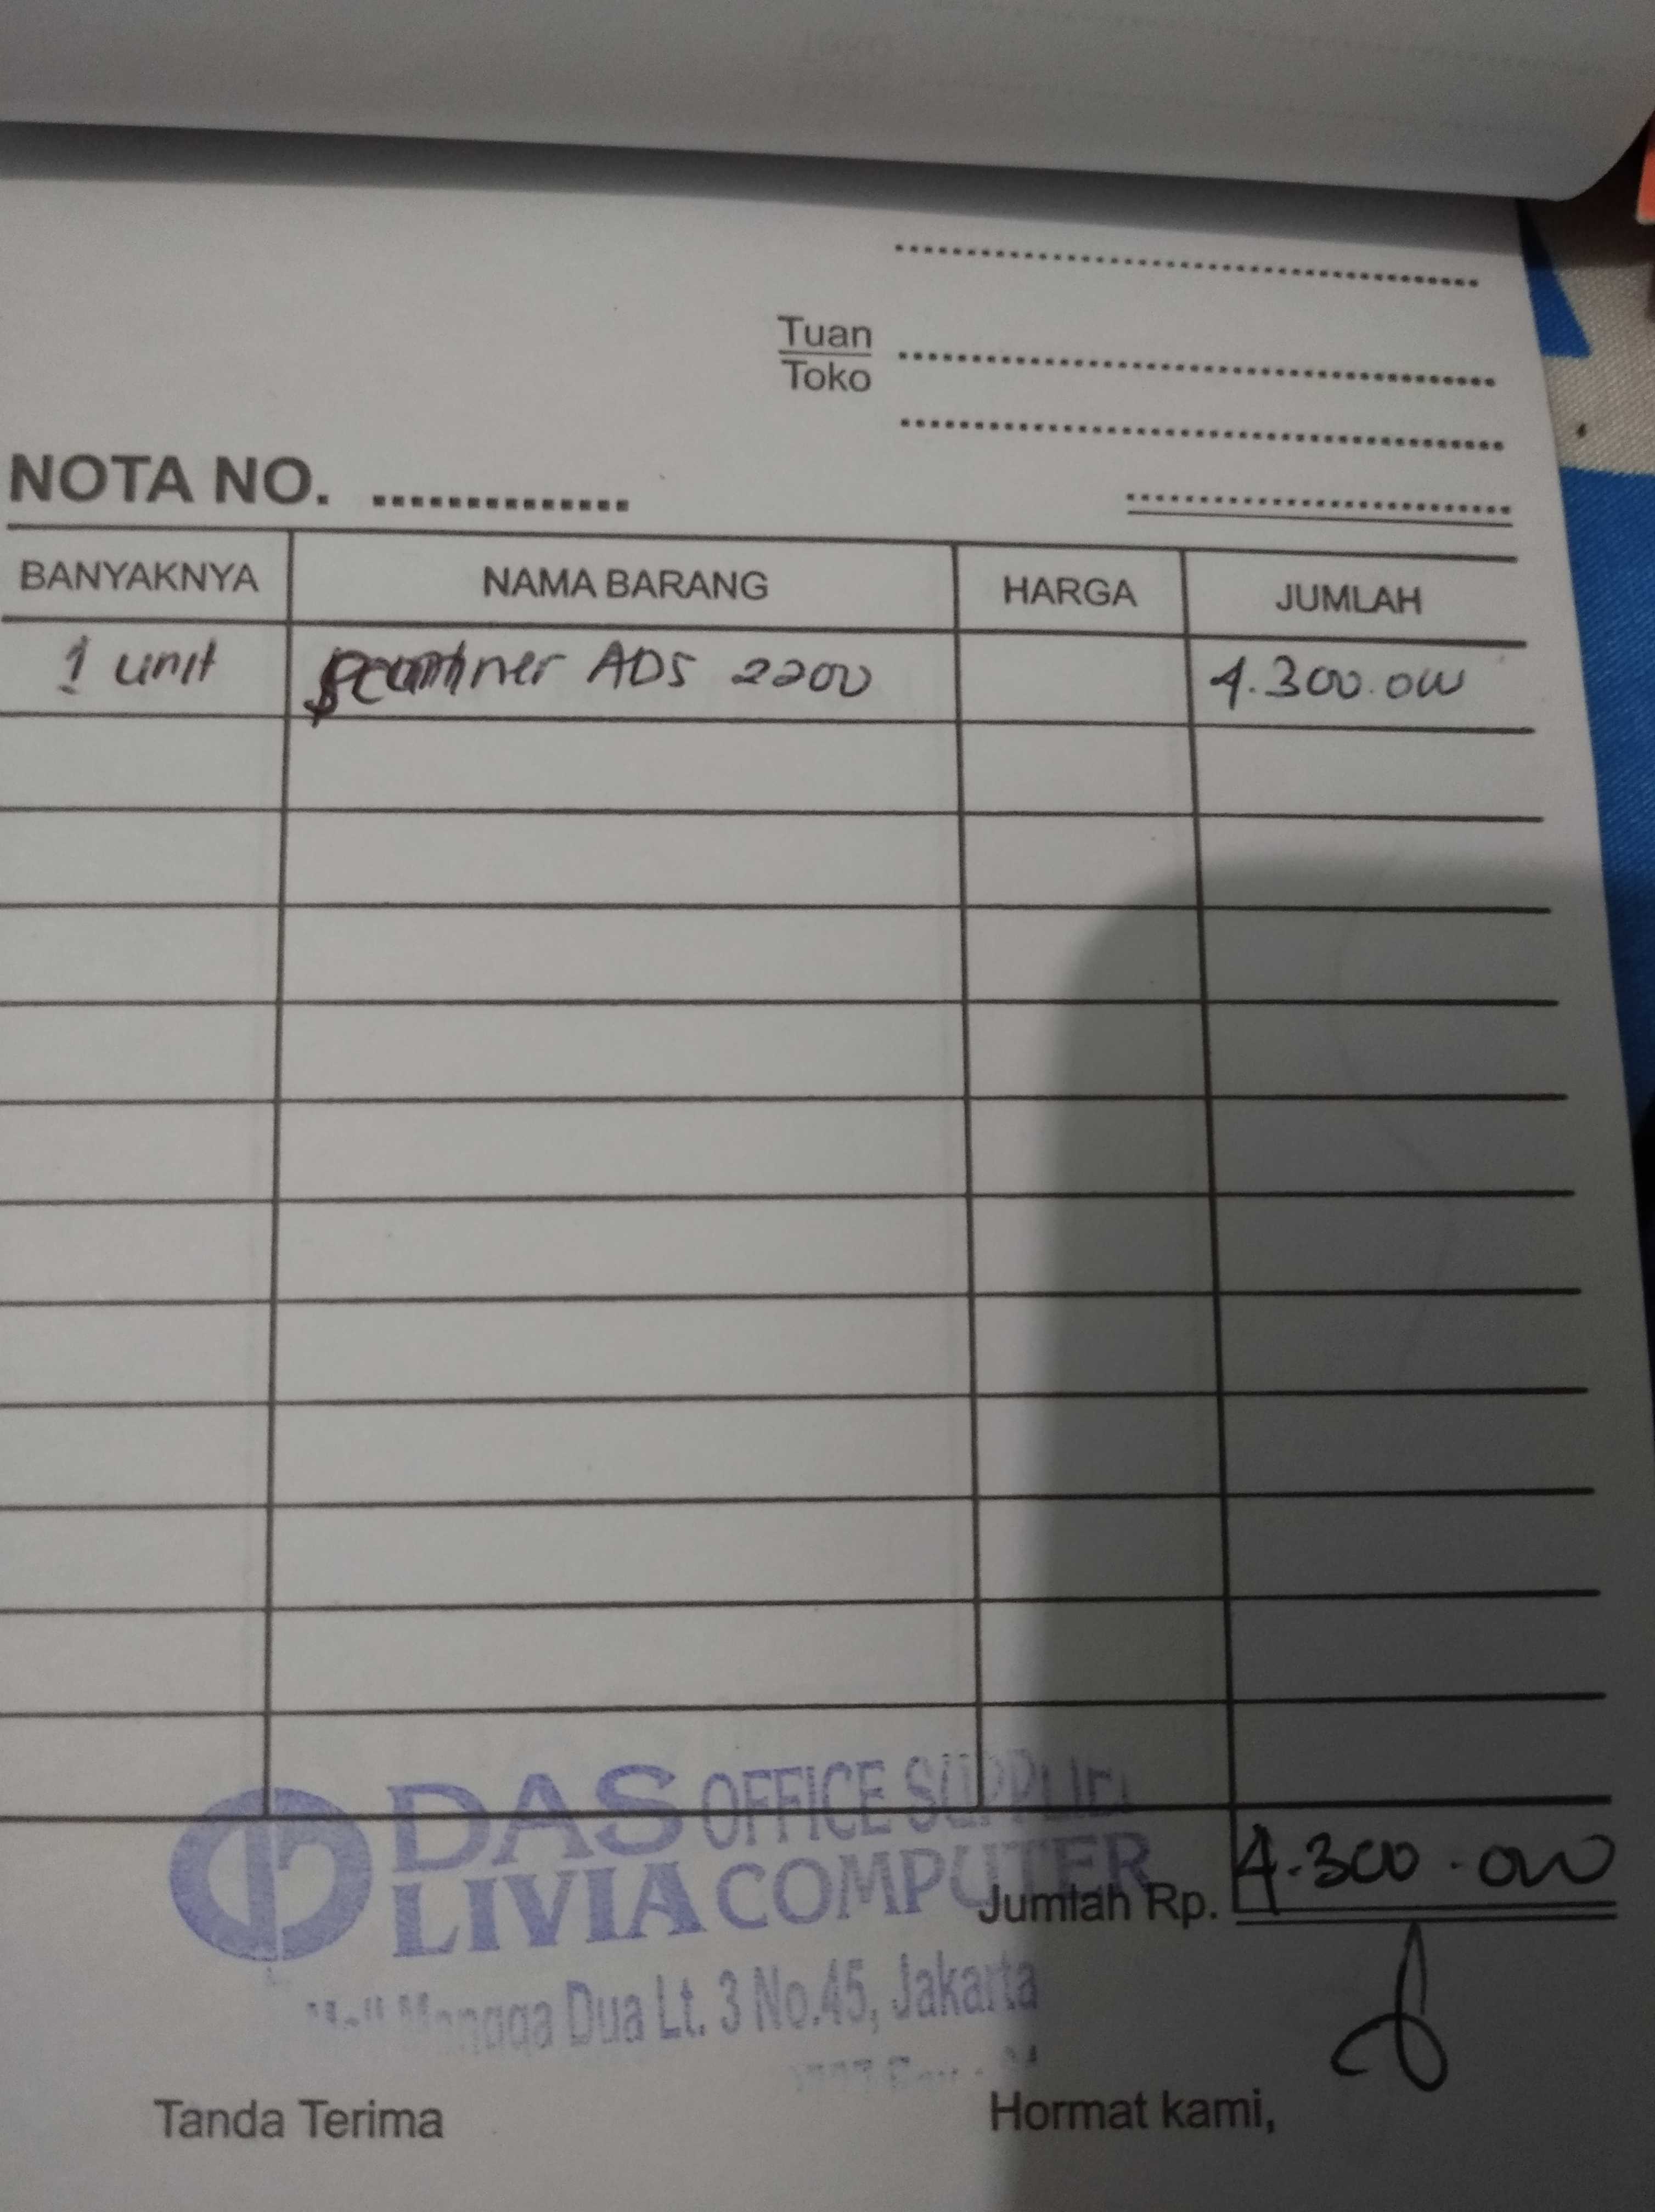 Tuan
Toko
NOTA NO.
BANYAKNYA NAMA BARANG HARGA JUMLAH
1 unit Scanner ADS 2200 4.300.000
DAS OFFICE SUPPLIES
LIVIA COMPUTER
Jumlah Rp. 4.300.000
Mall Mangga Dua Lt. 3 No.45, Jakarta
Tanda Terima Hormat kami,